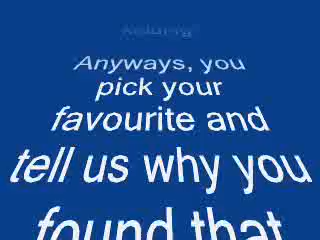 Anyways, you
pick your
favourite and
tell us why you
found that